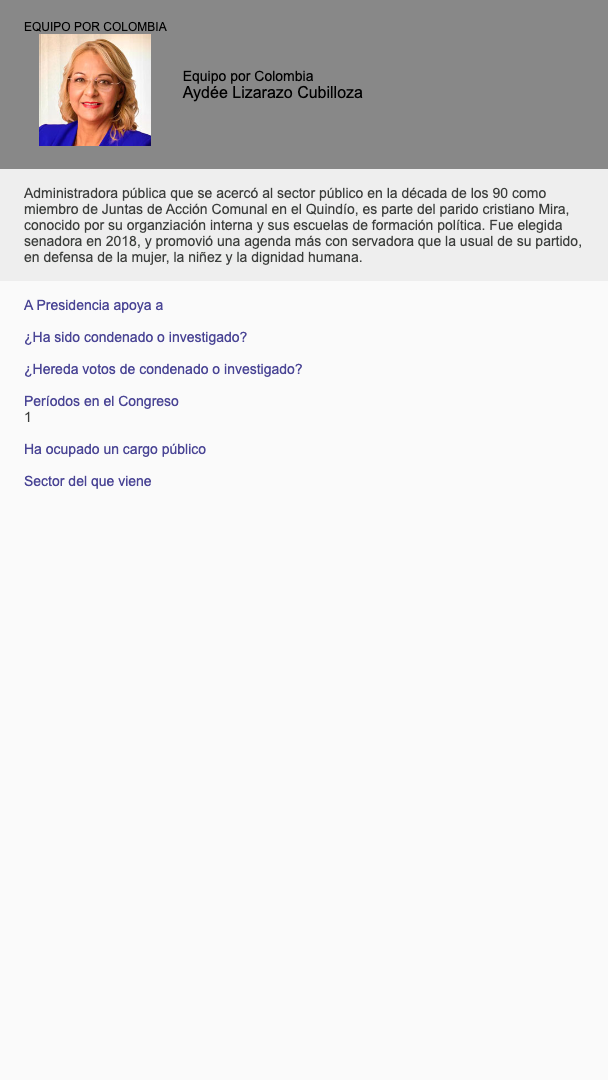 EQUIPO POR COLOMBIA
Equipo por Colombia
Aydée Lizarazo Cubilloza
Administradora pública que se acercó al sector público en la década de los 90 como
miembro de Juntas de Acción Comunal en el Quindío, es parte del parido cristiano Mira,
conocido por su organziación interna y sus escuelas de formación política. Fue elegida
senadora en 2018, y promovió una agenda más con servadora que la usual de su partido,
en defensa de la mujer, la niñez y la dignidad humana.
A Presidencia apoya a
¿Ha sido condenado o investigado?
¿Hereda votos de condenado o investigado?
Períodos en el Congreso
1
Ha ocupado un cargo público
Sector del que viene